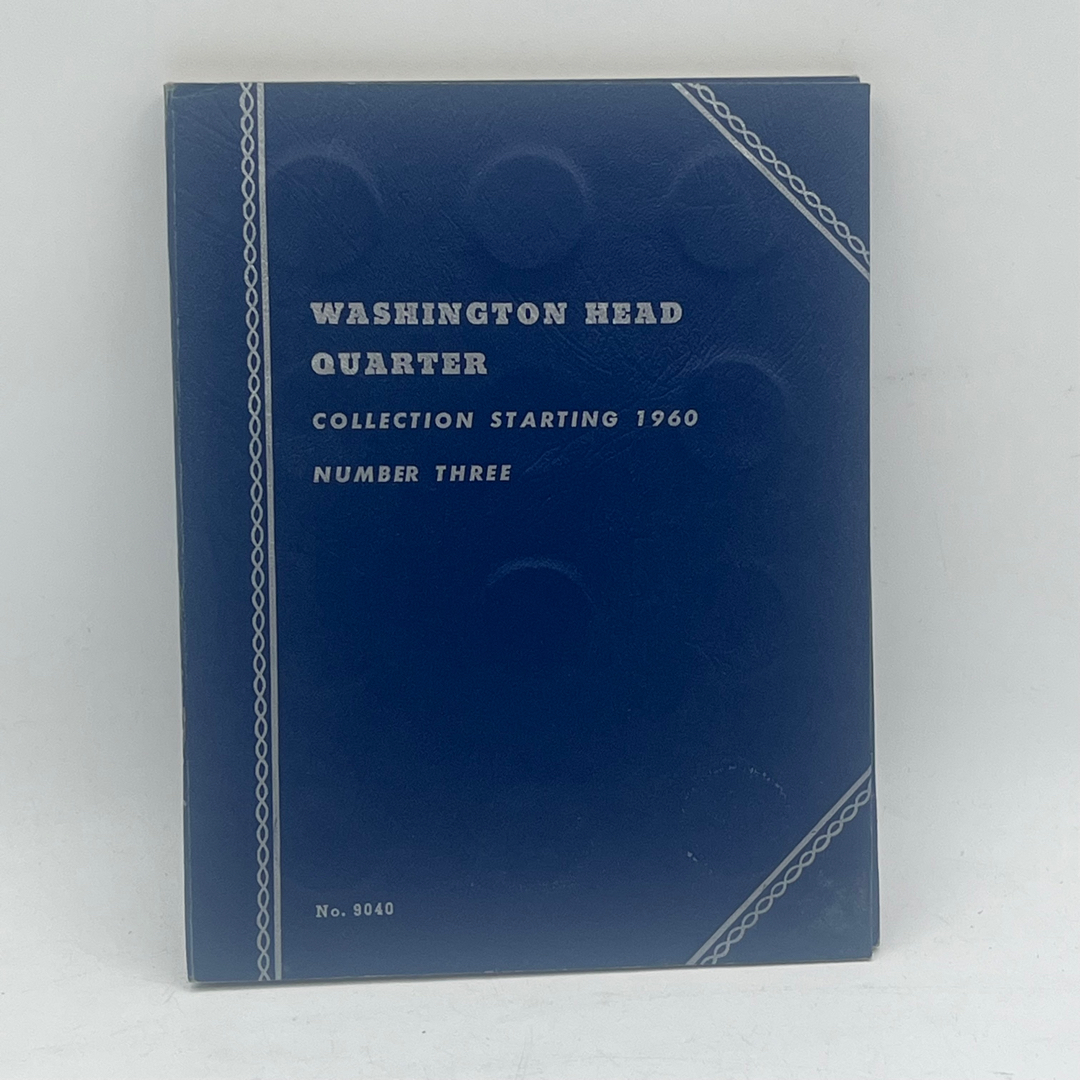 WASHINGTON HEAD
QUARTER
COLLECTION STARTING 1960
NUMBER THREE
No. 9040